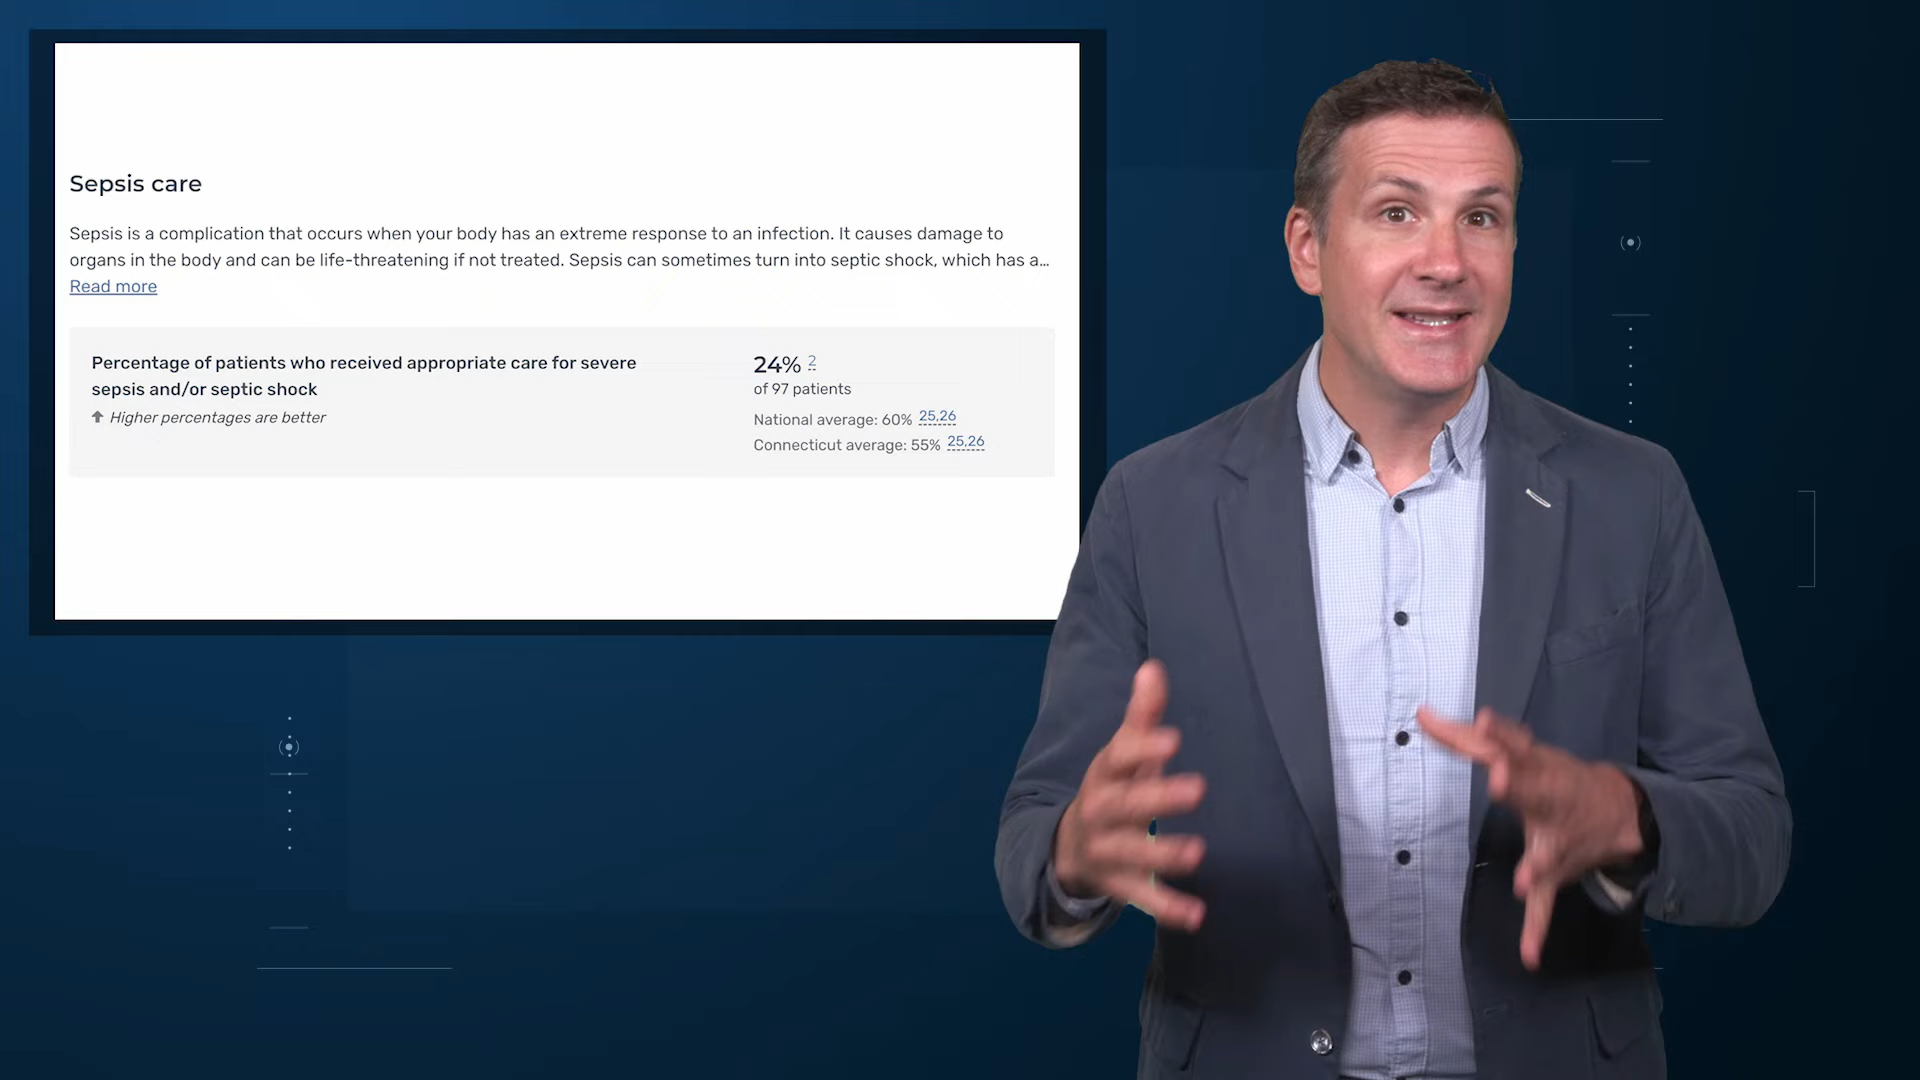 Sepsis care
Sepsis is a complication that occurs when your body has an extreme response to an infection. It causes damage to
organs in the body and can be life-threatening if not treated. Sepsis can sometimes turn into septic shock, which has a...
Read more
Percentage of patients who received appropriate care for severe
sepsis and/or septic shock
Higher percentages are better
24% 2
of 97 patients
National average: 60% 25,26
Connecticut average: 55% 25,26